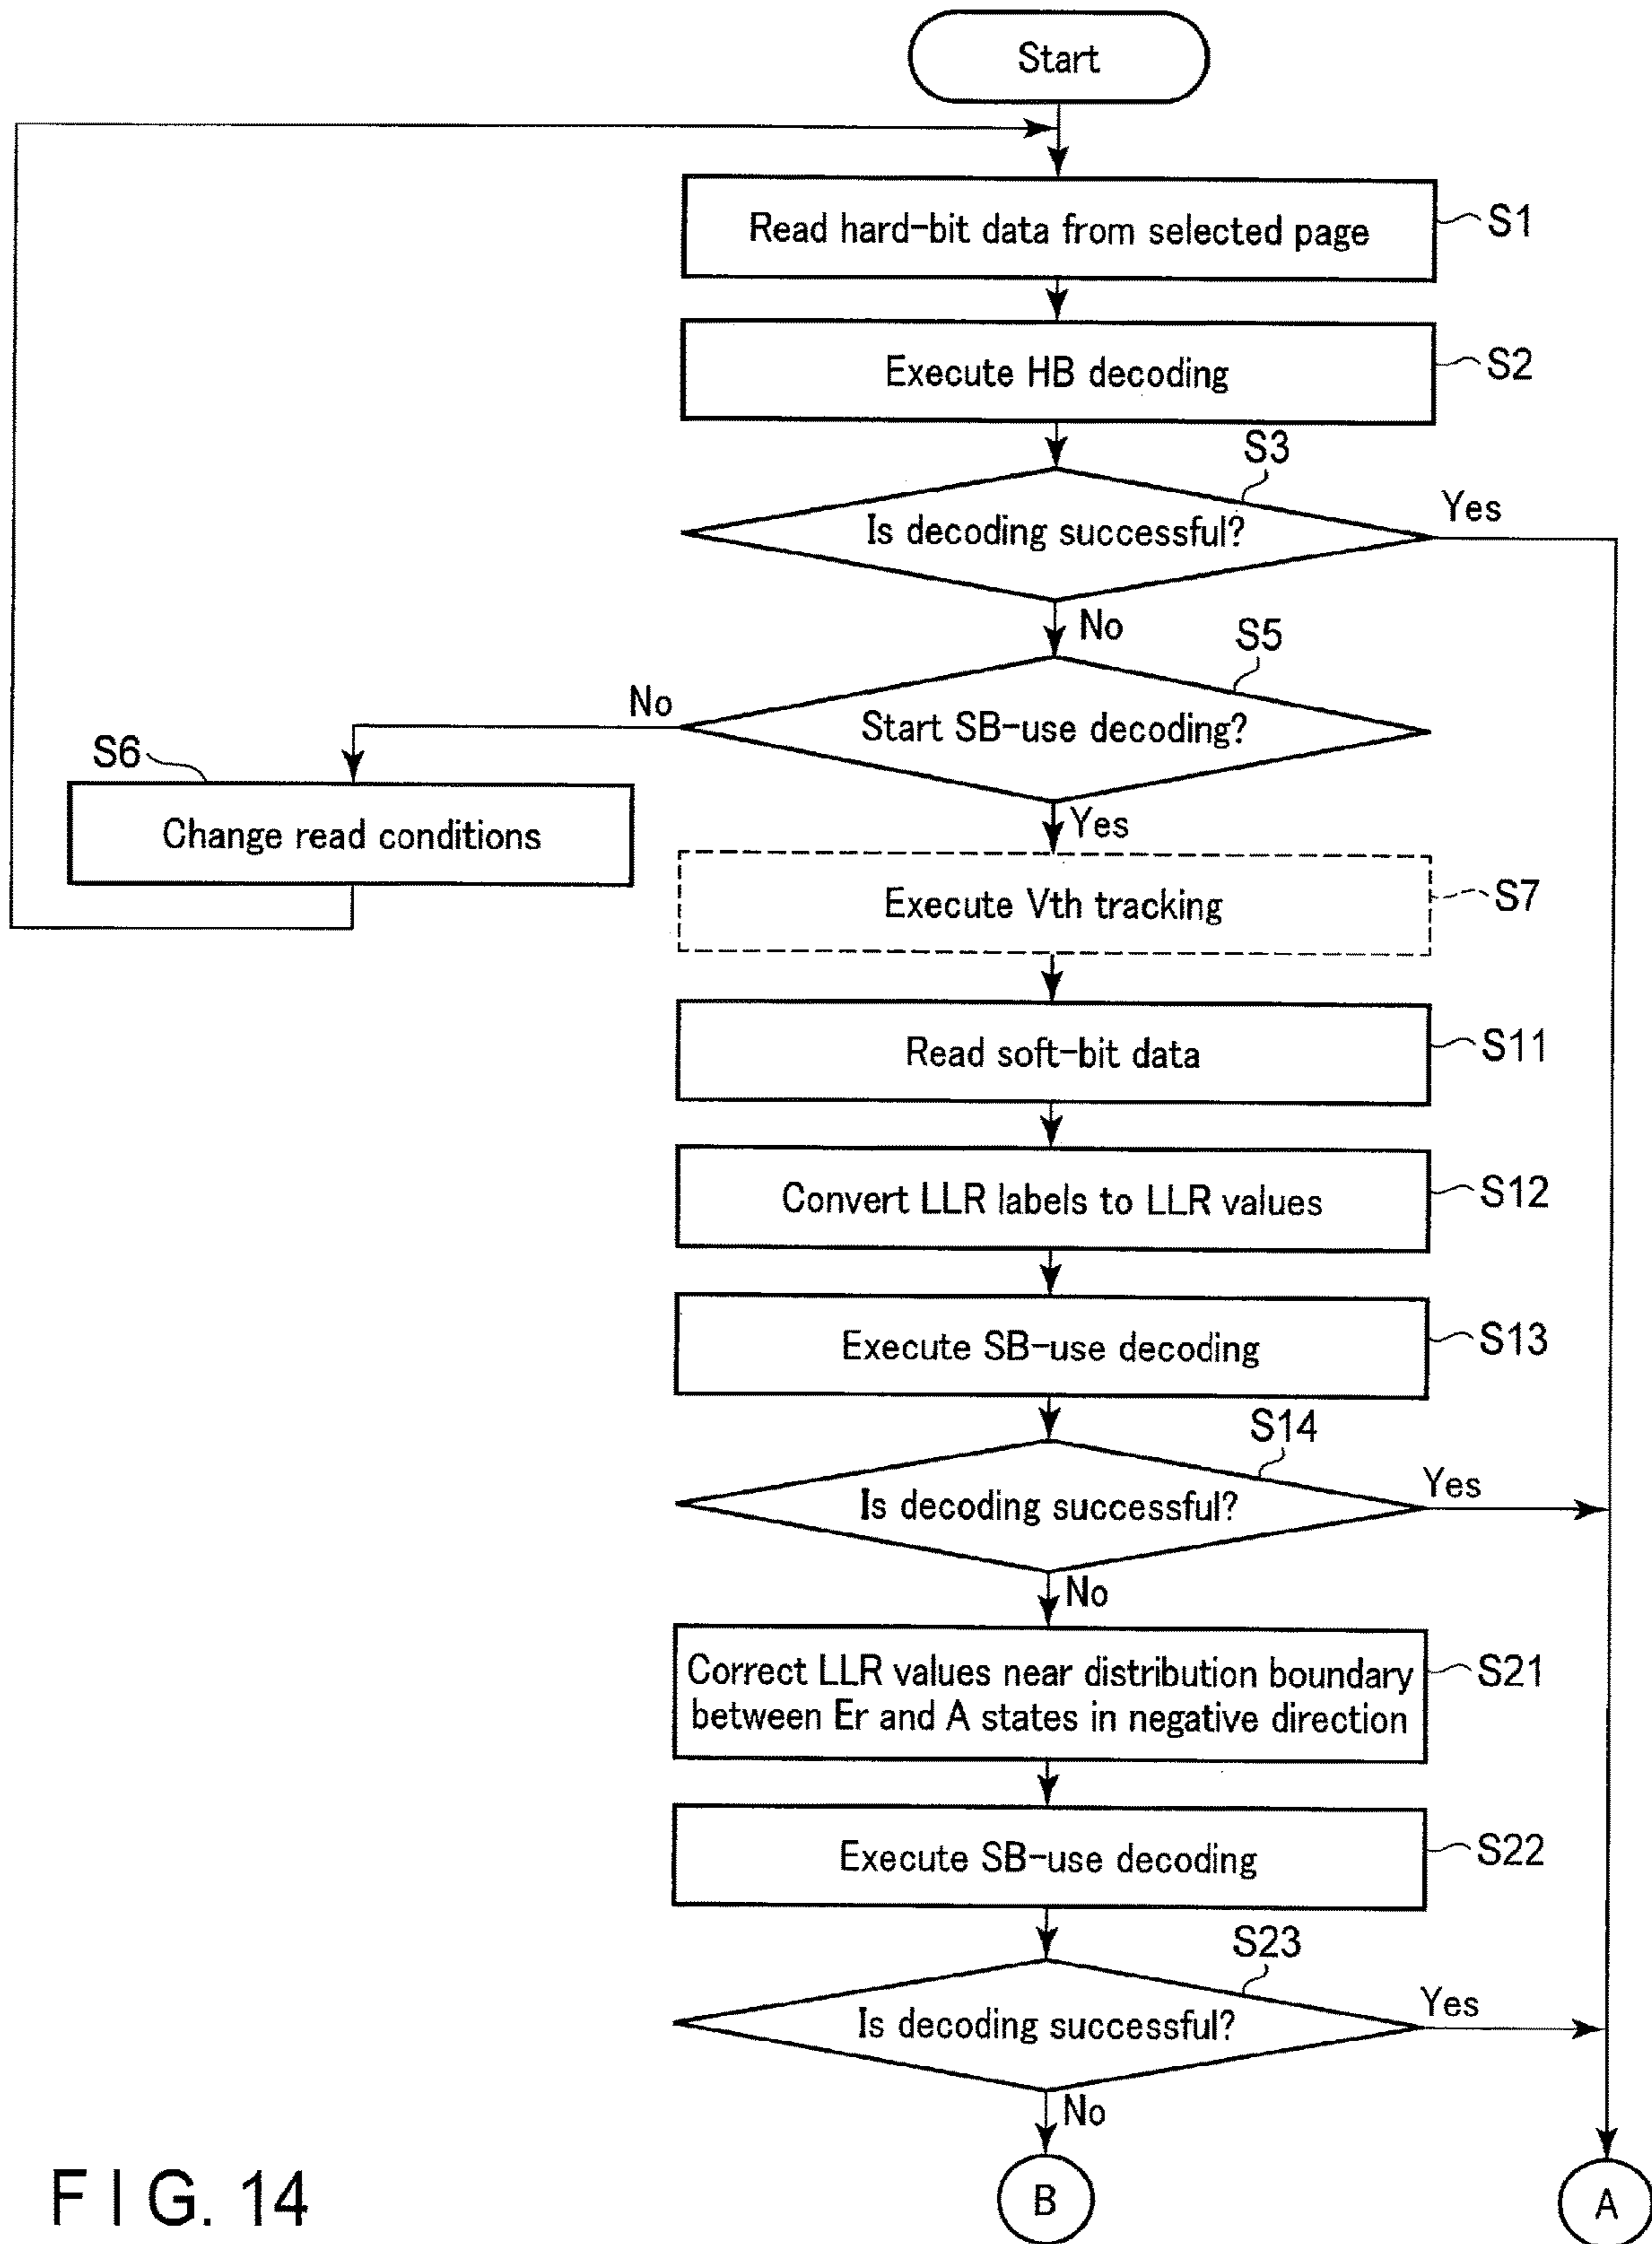 Start
Read hard-bit data from selected page
S1
Execute HB decoding
S2
S3
Is decoding successful?
Yes
No
S5
Start SB-use decoding?
No
S6
Change read conditions
Yes
Execute Vth tracking
S7
Read soft-bit data
S11
Convert LLR labels to LLR values
S12
Execute SB-use decoding
S13
S14
Is decoding successful?
Yes
No
Correct LLR values near distribution boundary
between Er and A states in negative direction
S21
Execute SB-use decoding
S22
S23
Is decoding successful?
Yes
No
B
A
FIG. 14